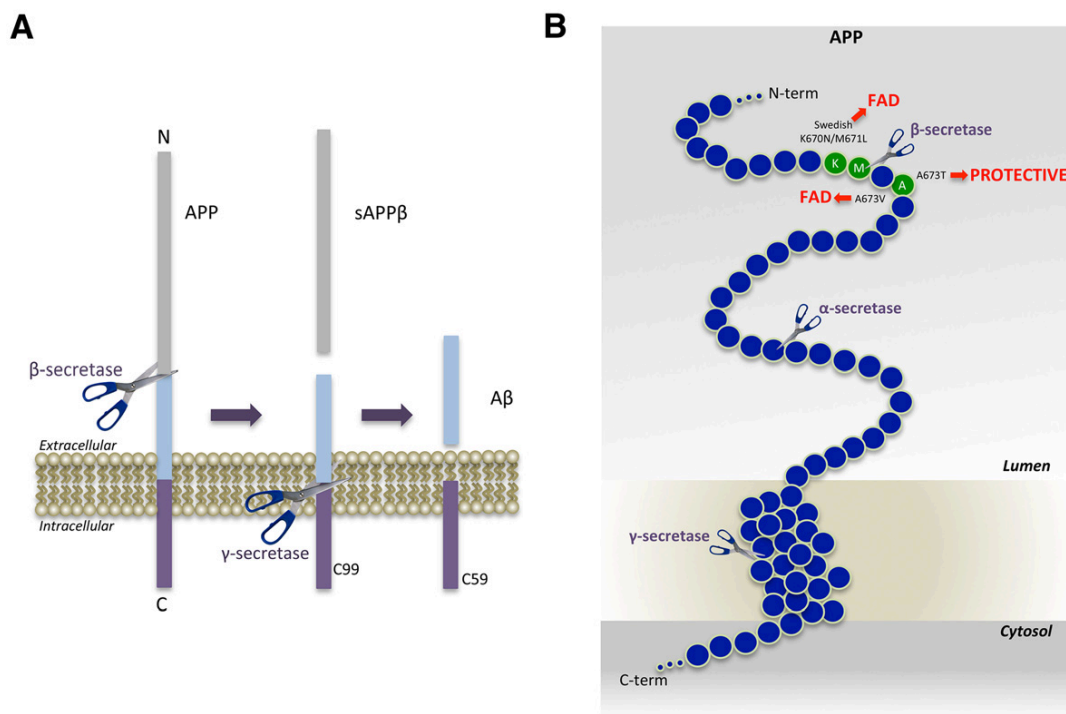 A
N
APP
sAPPβ
β-secretase
Aβ
Extracellular
Intracellular
γ-secretase
C99
C59
C
B
APP
N-term
FAD
Swedish
K670N/M671L
β-secretase
K
M
A
A673T
PROTECTIVE
FAD
A673V
α-secretase
Lumen
γ-secretase
Cytosol
C-term